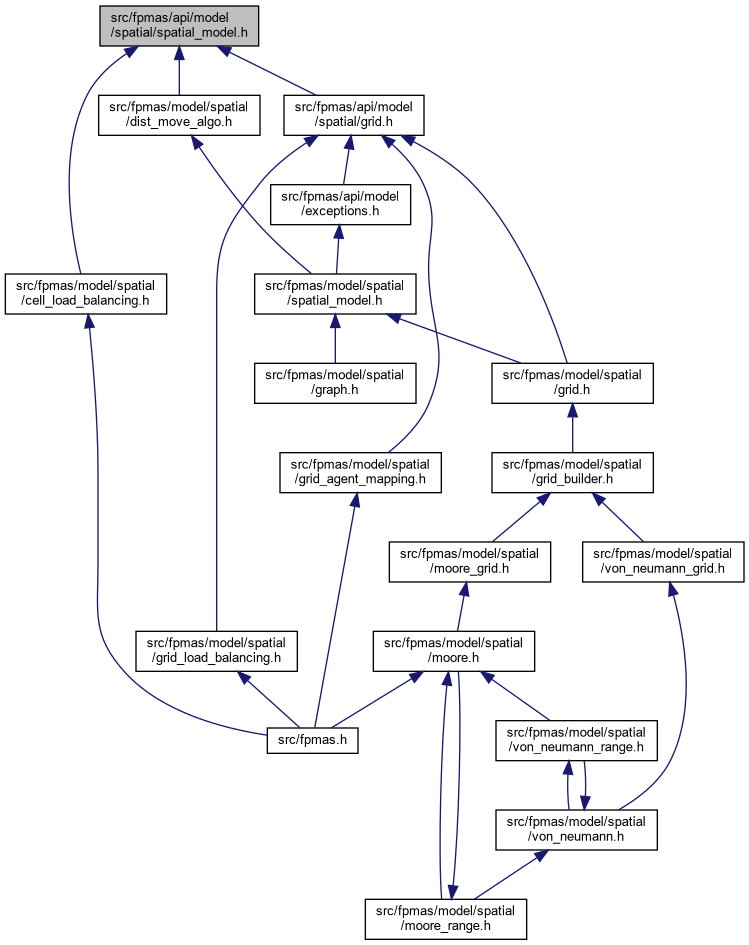 src/fpmas/api/model
/spatial/spatial_model.h
src/fpmas/model/spatial
/dist_move_algo.h
src/fpmas/api/model
/spatial/grid.h
src/fpmas/api/model
/exceptions.h
src/fpmas/model/spatial
/cell_load_balancing.h
src/fpmas/model/spatial
/spatial_model.h
src/fpmas/model/spatial
/graph.h
src/fpmas/model/spatial
/grid.h
src/fpmas/model/spatial
/grid_agent_mapping.h
src/fpmas/model/spatial
/grid_builder.h
src/fpmas/model/spatial
/moore_grid.h
src/fpmas/model/spatial
/von_neumann_grid.h
src/fpmas/model/spatial
/grid_load_balancing.h
src/fpmas/model/spatial
/moore.h
src/fpmas.h
src/fpmas/model/spatial
/von_neumann_range.h
src/fpmas/model/spatial
/von_neumann.h
src/fpmas/model/spatial
/moore_range.h